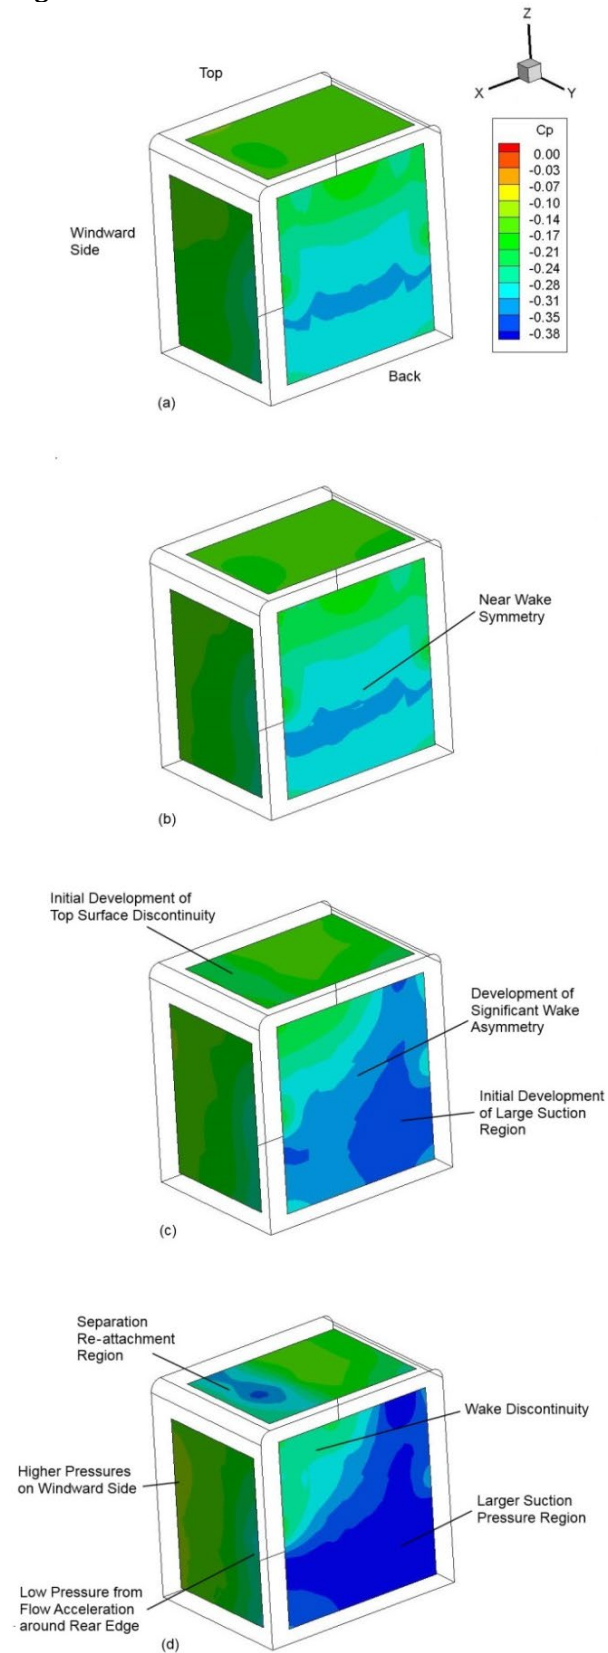 Z
Top
X
Y
Cp
0.00
-0.03
-0.07
-0.10
-0.14
-0.17
-0.21
-0.24
-0.28
-0.31
-0.35
-0.38
Windward
Side
Back
(a)
Near Wake
Symmetry
(b)
Initial Development of
Top Surface Discontinuity
Development of
Significant Wake
Asymmetry
Initial Development
of Large Suction
Region
(c)
Separation
Re-attachment
Region
Wake Discontinuity
Higher Pressures
on Windward Side
Larger Suction
Pressure Region
Low Pressure from
Flow Acceleration
around Rear Edge
(d)